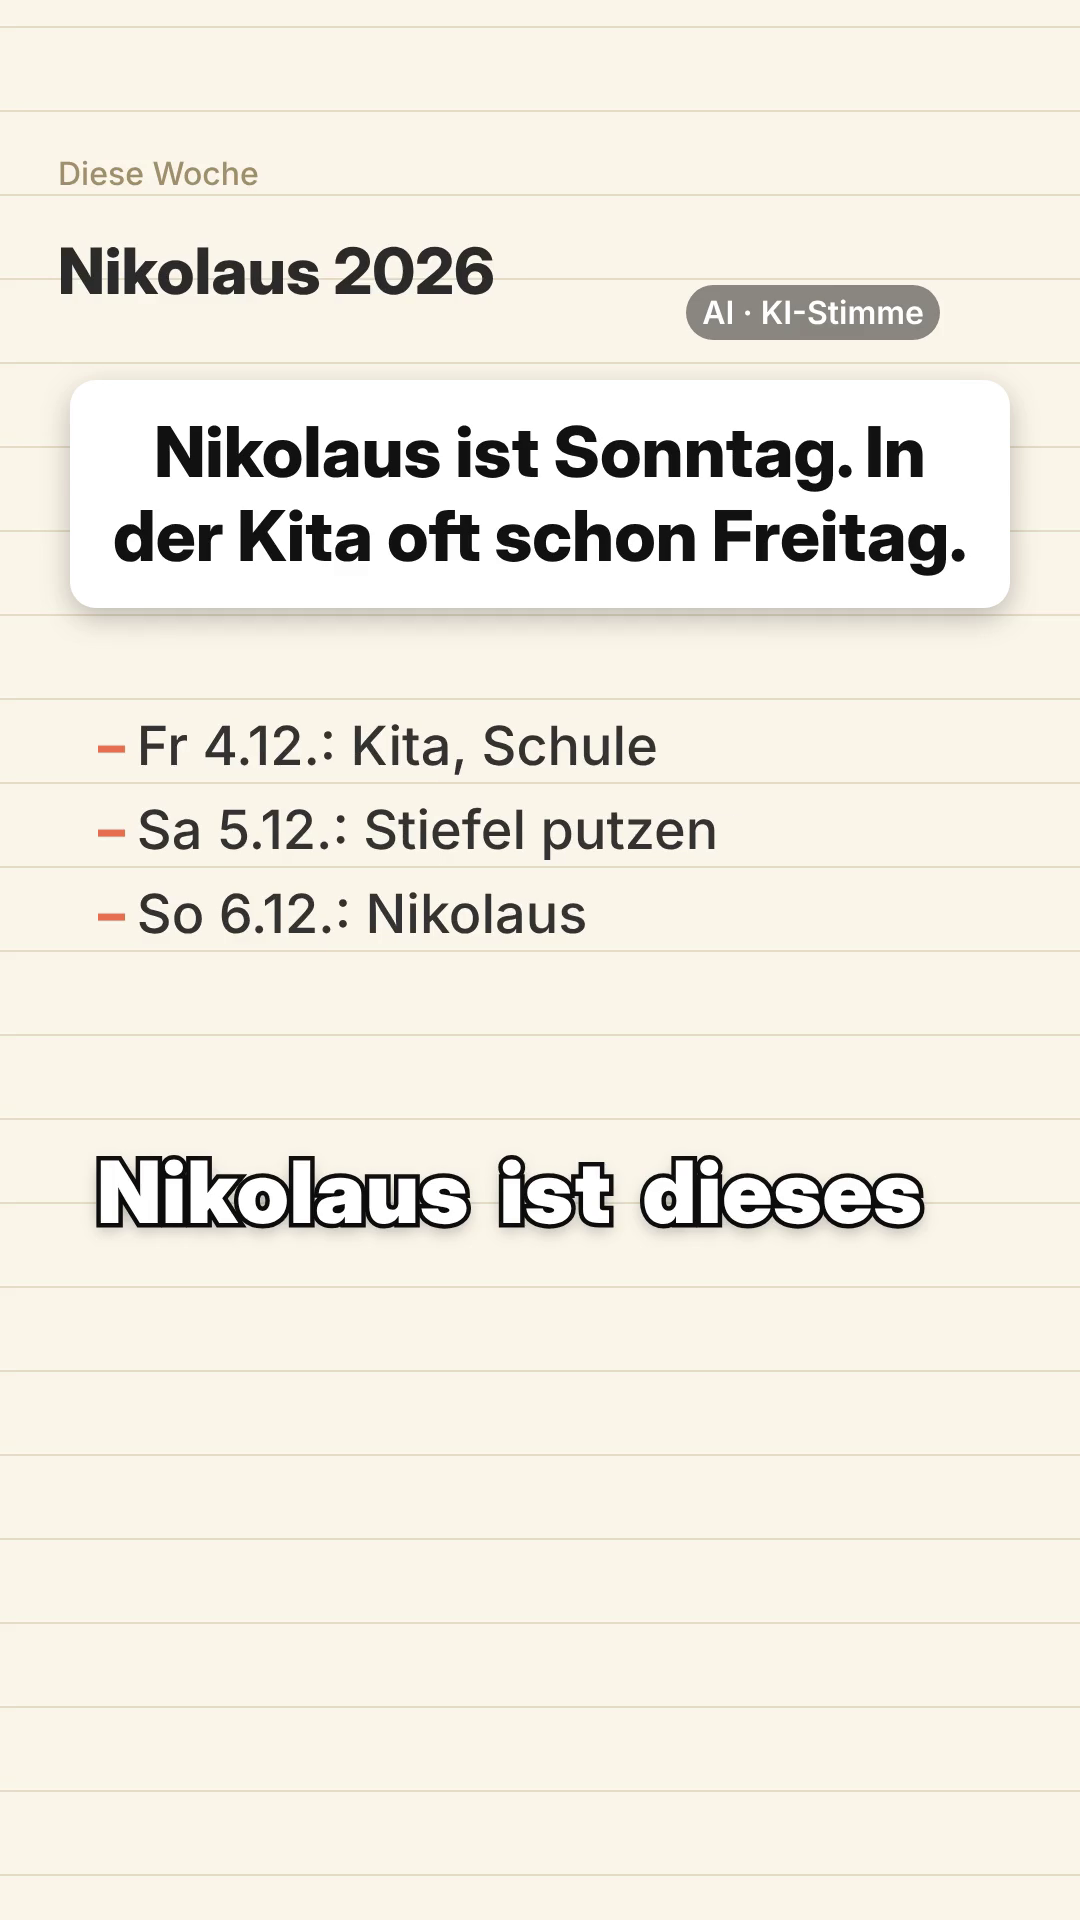 Diese Woche
Nikolaus 2026
AI · KI-Stimme
Nikolaus ist Sonntag. In
der Kita oft schon Freitag.
– Fr 4.12.: Kita, Schule
– Sa 5.12.: Stiefel putzen
– So 6.12.: Nikolaus
Nikolaus ist dieses